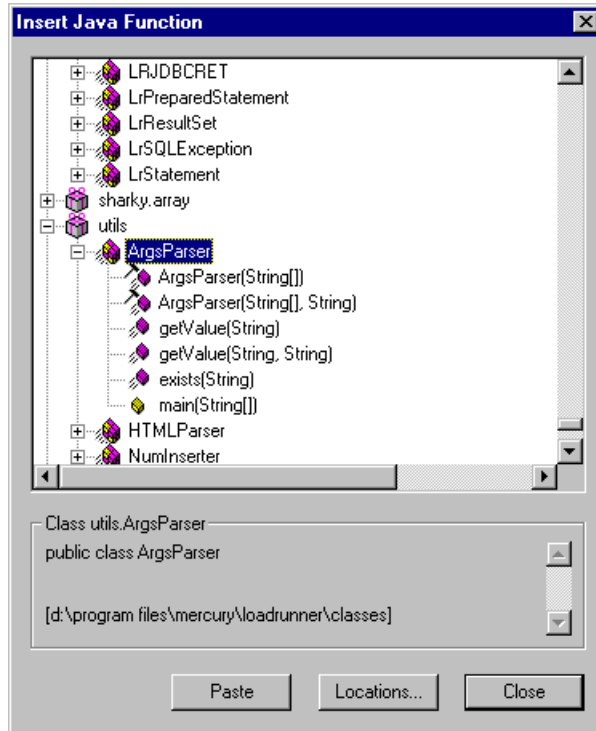 Insert Java Function
LRJDBCRET
LrPreparedStatement
LrResultSet
LrSQLException
LrStatement
sharky.array
utils
ArgsParser
ArgsParser(String[])
ArgsParser(String[], String)
getValue(String)
getValue(String, String)
exists(String)
main(String[])
HTMLParser
NumInserter
Class utils.ArgsParser
public class ArgsParser
[d:\program files\mercury\loadrunner\classes]
Paste Locations... Close